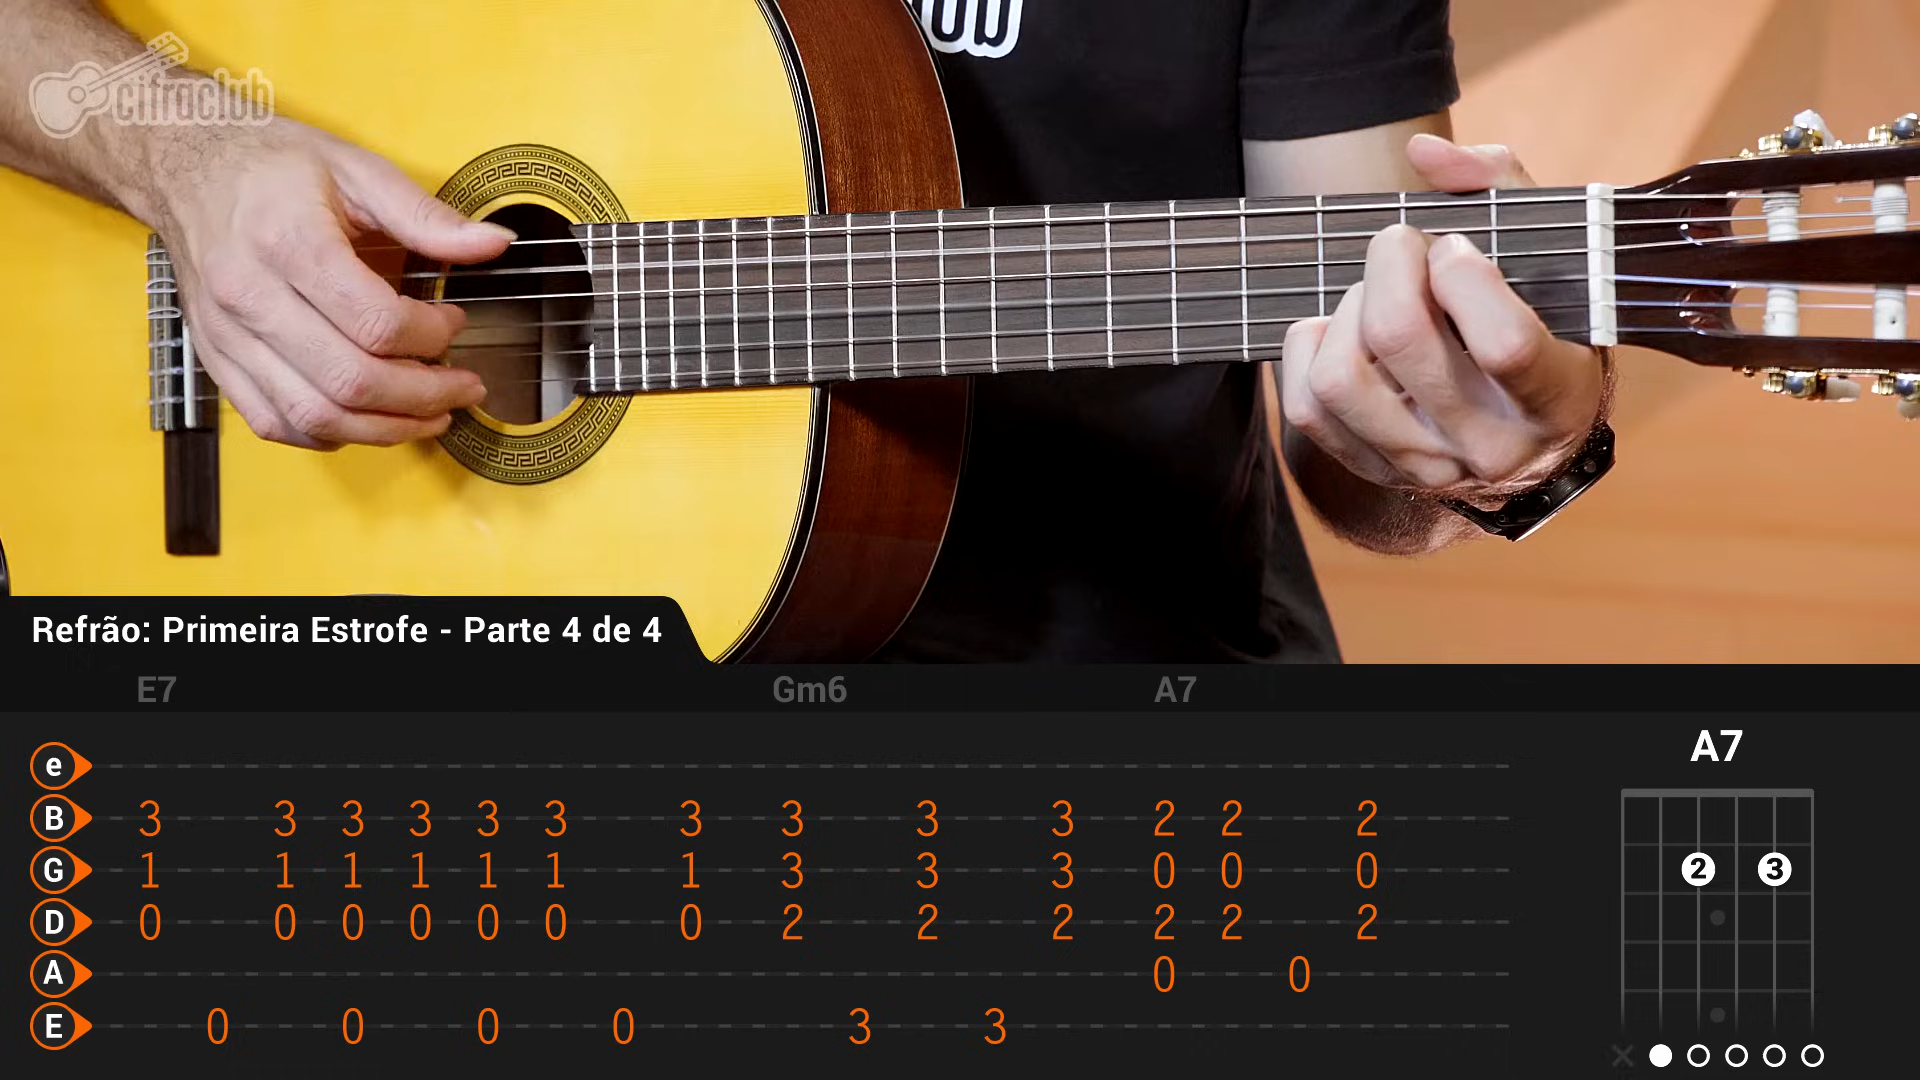 cifraclub
Refrão: Primeira Estrofe - Parte 4 de 4
E7 Gm6 A7
A7
e
B 3 3 3 3 3 3 3 3 3 3 2 2 2
G 1 1 1 1 1 1 1 3 3 3 0 0 0
D 0 0 0 0 0 0 0 2 2 2 2 2 2
A 0 0
E 0 0 0 0 3 3
2 3
X